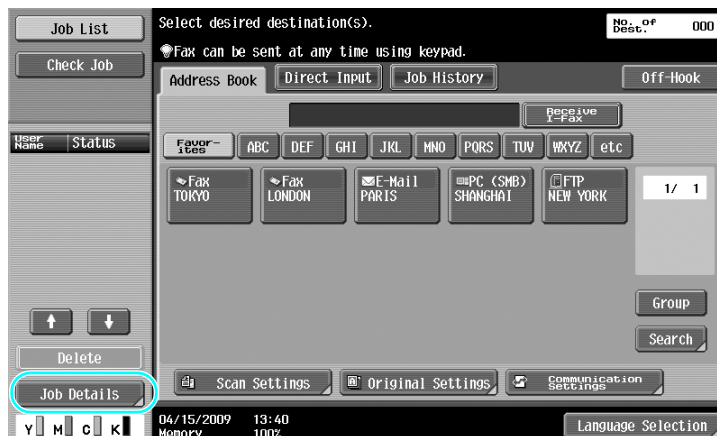 Job List
Check Job
User Name Status
Delete
Job Details
Y M C K
Select desired destination(s).
No. of Dest. 000
Fax can be sent at any time using keypad.
Address Book Direct Input Job History Off-Hook
Receive I-Fax
Favor-ites ABC DEF GHI JKL MNO PQRS TUV WXYZ etc
Fax TOKYO
Fax LONDON
E-Mail PARIS
PC (SMB) SHANGHAI
FTP NEW YORK
1/ 1
Group
Search
Scan Settings Original Settings Communication Settings
04/15/2009 13:40
Memory 100%
Language Selection